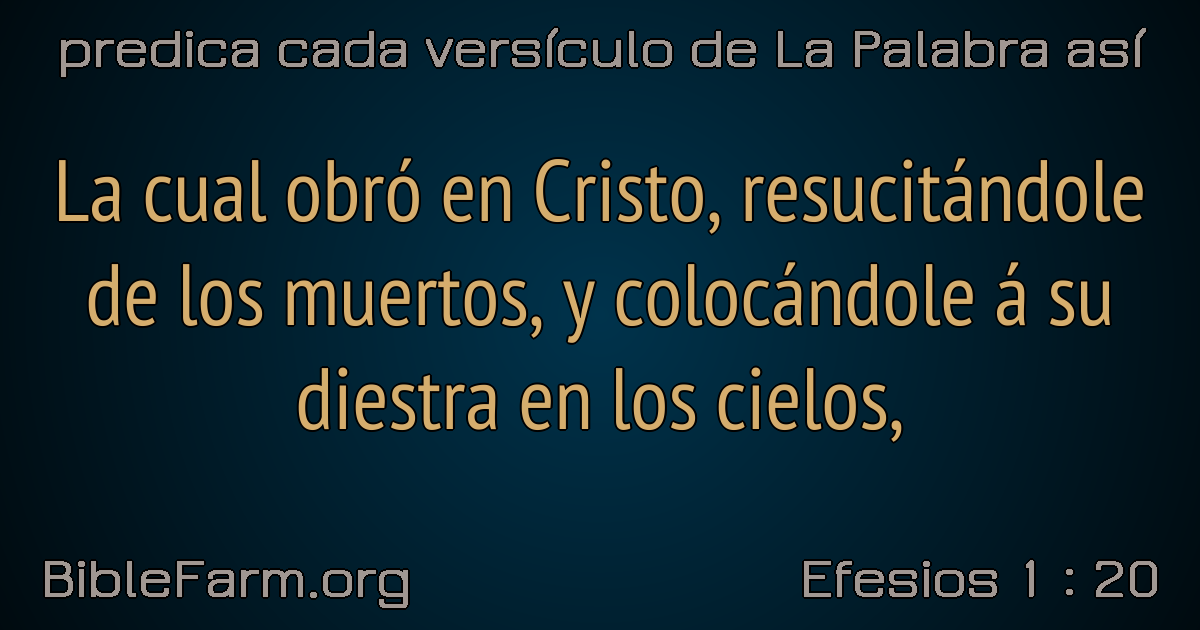 predica cada versículo de La Palabra así
La cual obró en Cristo, resucitándole
de los muertos, y colocándole á su
diestra en los cielos,
BibleFarm.org
Efesios 1 : 20